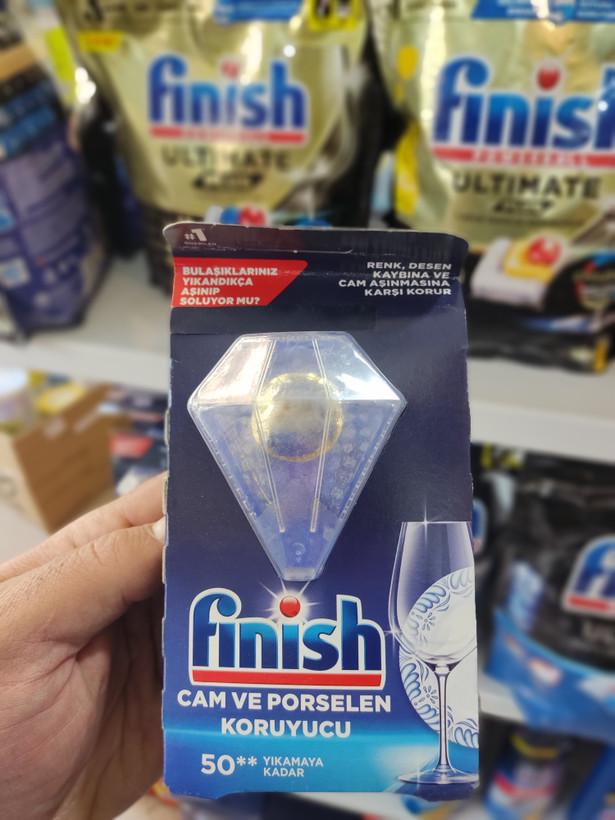 finish
ULTIMATE
finish
ULTIMATE
#1
BULAŞIKLARINIZ
YIKANDIKÇA
AŞINIP
SOLUYOR MU?
RENK, DESEN
KAYBINA VE
CAM AŞINMASINA
KARŞI KORUR
finish
CAM VE PORSELEN
KORUYUCU
50** YIKAMAYA
KADAR